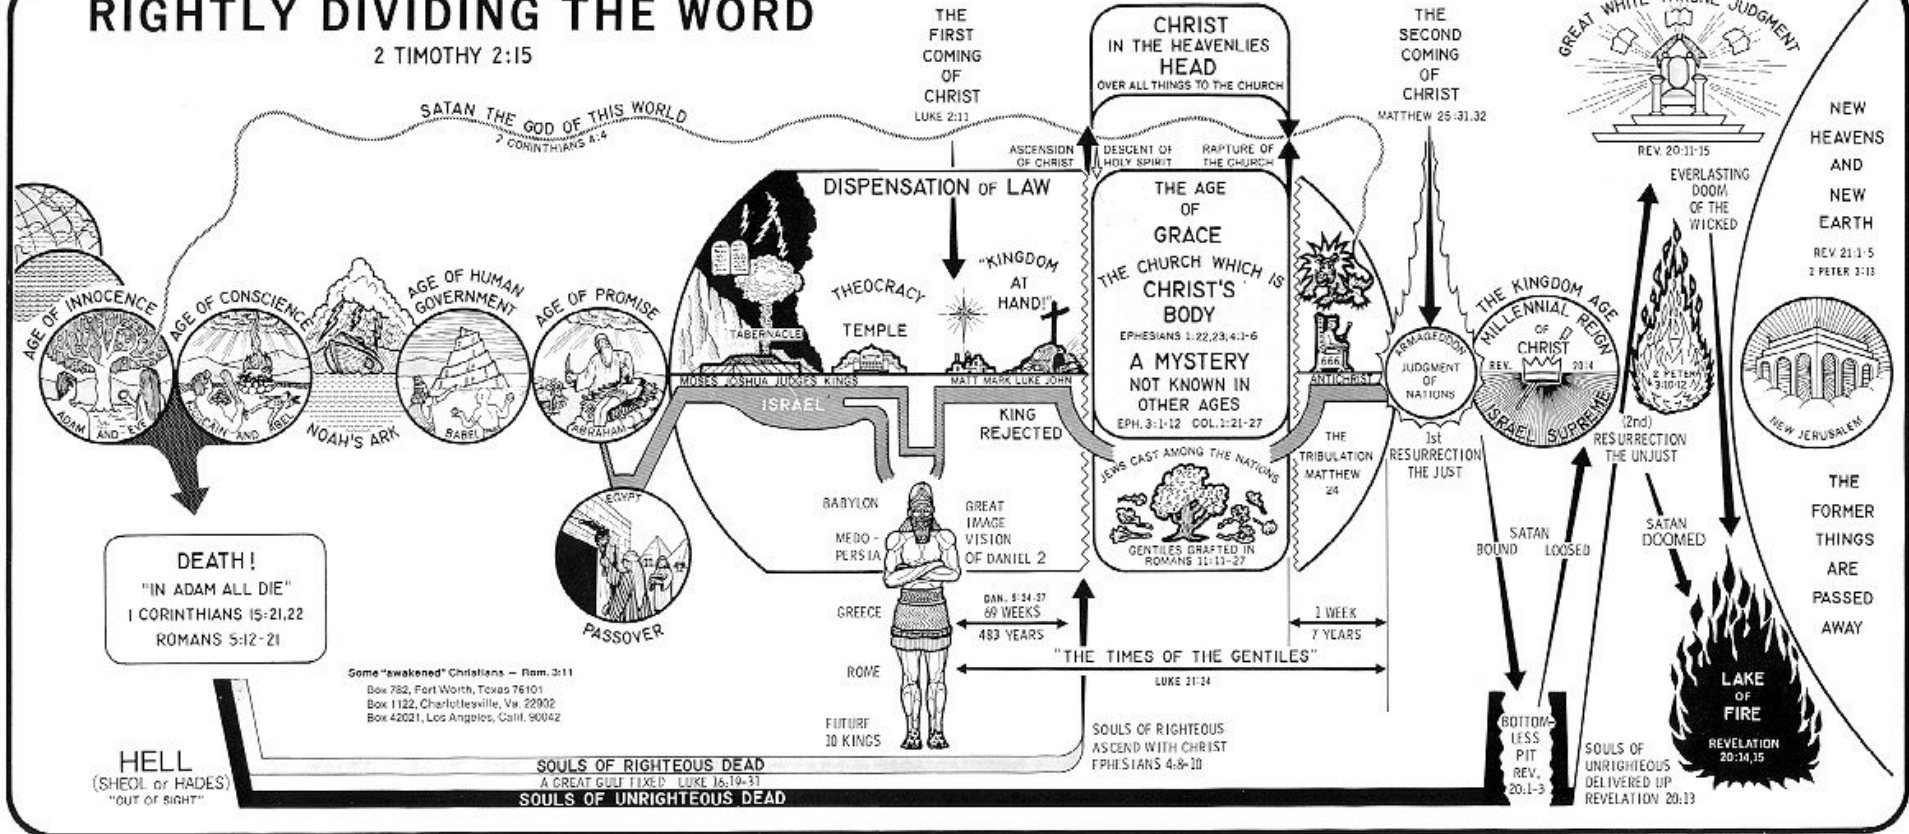 RIGHTLY DIVIDING THE WORD
2 TIMOTHY 2:15
SATAN THE GOD OF THIS WORLD
2 CORINTHIANS 4:4
THE
FIRST
COMING
OF
CHRIST
LUKE 2:11
CHRIST
IN THE HEAVENLIES
HEAD
OVER ALL THINGS TO THE CHURCH
ASCENSION
OF CHRIST
DESCENT OF
HOLY SPIRIT
RAPTURE OF
THE CHURCH
THE
SECOND
COMING
OF
CHRIST
MATTHEW 25:31,32
GREAT WHITE THRONE JUDGMENT
REV. 20:11-15
EVERLASTING
DOOM
OF THE
WICKED
NEW
HEAVENS
AND
NEW
EARTH
REV. 21:1-5
2 PETER 3:13
NEW JERUSALEM
THE
FORMER
THINGS
ARE
PASSED
AWAY
AGE OF INNOCENCE
ADAM AND EVE
AGE OF CONSCIENCE
CAIN AND ABEL
NOAH'S ARK
AGE OF HUMAN
GOVERNMENT
BABEL
AGE OF PROMISE
ABRAHAM
EGYPT
PASSOVER
DISPENSATION OF LAW
TABERNACLE
THEOCRACY
TEMPLE
"KINGDOM
AT
HAND!"
MOSES JOSHUA JUDGES KINGS
MATT MARK LUKE JOHN
ISRAEL
KING
REJECTED
THE AGE
OF
GRACE
THE CHURCH WHICH IS
CHRIST'S
BODY
EPHESIANS 1:22,23,4:1-6
A MYSTERY
NOT KNOWN IN
OTHER AGES
EPH. 3:1-12 COL. 1:21-27
JEWS CAST AMONG THE NATIONS
GENTILES GRAFTED IN
ROMANS 11:11-27
666
ANTICHRIST
THE
TRIBULATION
MATTHEW
24
ARMAGEDDON
JUDGMENT
OF
NATIONS
1st
RESURRECTION
THE JUST
THE KINGDOM AGE
MILLENNIAL REIGN
OF
CHRIST
REV. 20:4
ISRAEL SUPREME
2 PETER
3:10-12
(2nd)
RESURRECTION
THE UNJUST
SATAN
BOUND LOOSED
SATAN
DOOMED
BOTTOM-
LESS
PIT
REV.
20:1-3
SOULS OF
UNRIGHTEOUS
DELIVERED UP
REVELATION 20:13
LAKE
OF
FIRE
REVELATION
20:14,15
BABYLON
MEDO-
PERSIA
GREECE
ROME
FUTURE
10 KINGS
GREAT
IMAGE
VISION
OF DANIEL 2
DAN. 9:24-27
69 WEEKS
483 YEARS
1 WEEK
7 YEARS
"THE TIMES OF THE GENTILES"
LUKE 21:24
SOULS OF RIGHTEOUS
ASCEND WITH CHRIST
EPHESIANS 4:8-10
DEATH!
"IN ADAM ALL DIE"
1 CORINTHIANS 15:21,22
ROMANS 5:12-21
Some "awakened" Christians — Rom. 3:11
Box 782, Fort Worth, Texas 76101
Box 1122, Charlottesville, Va. 22902
Box 42021, Los Angeles, Calif. 90042
HELL
(SHEOL or HADES)
"OUT OF SIGHT"
SOULS OF RIGHTEOUS DEAD
A GREAT GULF FIXED LUKE 16:19-31
SOULS OF UNRIGHTEOUS DEAD